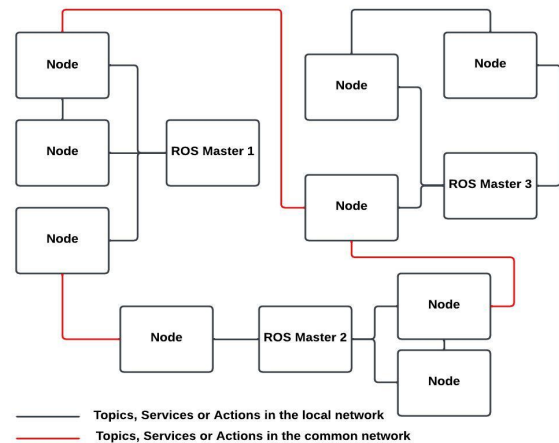 Node
Node
Node
ROS Master 1
Node
Node
Node
ROS Master 3
Node
Node
ROS Master 2
Node
Node
Topics, Services or Actions in the local network
Topics, Services or Actions in the common network